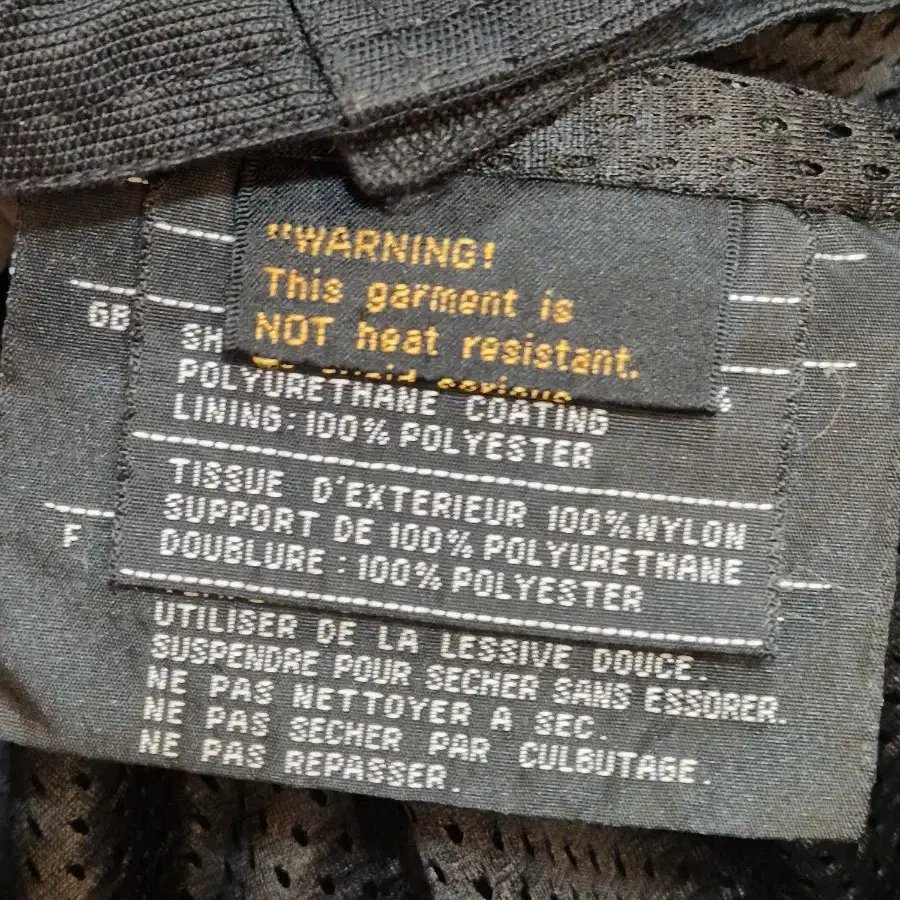 "WARNING!
This garment is
NOT heat resistant.
GB
SH
POLYURETHANE COATING
LINING: 100% POLYESTER
TISSUE D'EXTERIEUR 100% NYLON
SUPPORT DE 100% POLYURETHANE
DOUBLURE : 100% POLYESTER
F
UTILISER DE LA LESSIVE DOUCE.
SUSPENDRE POUR SECHER SANS ESSORER.
NE PAS NETTOYER A SEC.
NE PAS SECHER PAR CULBUTAGE.
NE PAS REPASSER.